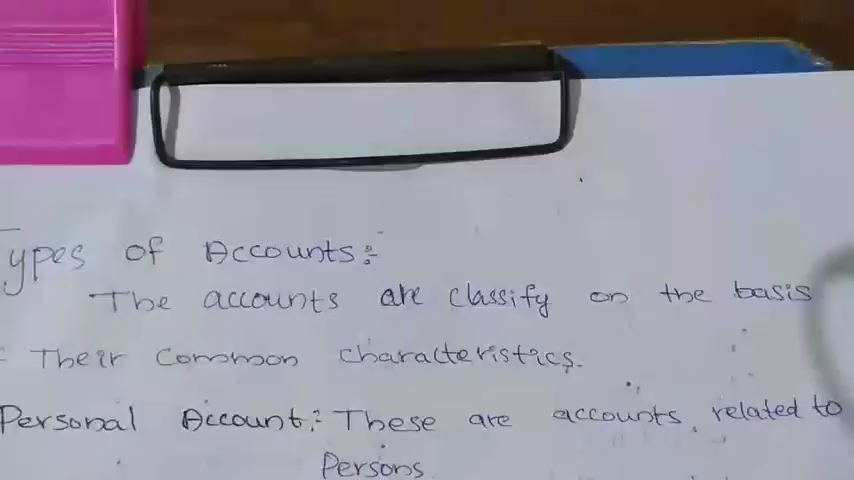 Types of Accounts:-
The accounts are classify on the basis
Their common characteristics.
Personal Account:- These are accounts related to
Persons